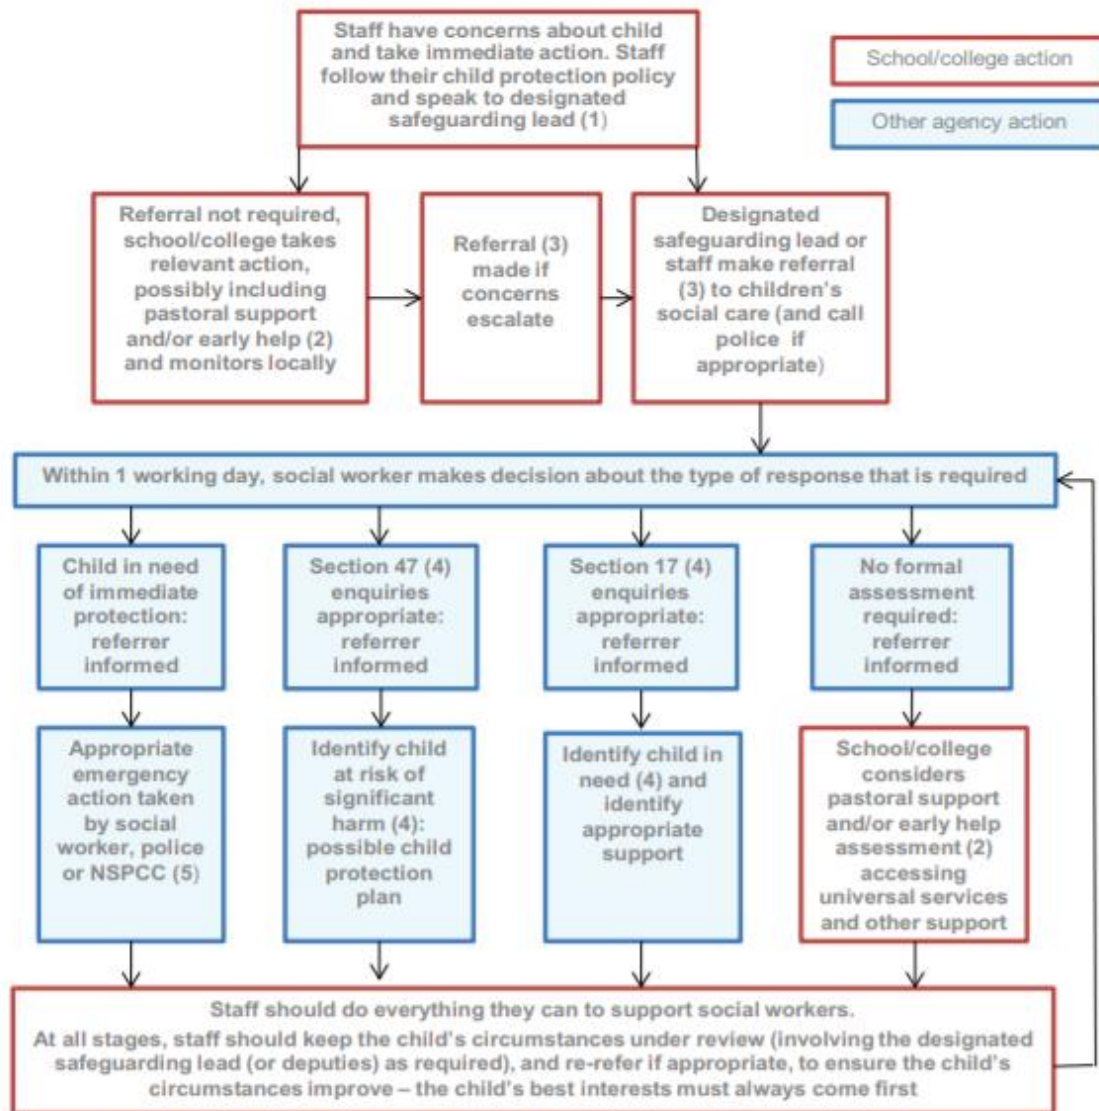 Staff have concerns about child
and take immediate action. Staff
follow their child protection policy
and speak to designated
safeguarding lead (1)
School/college action
Other agency action
Referral not required,
school/college takes
relevant action,
possibly including
pastoral support
and/or early help (2)
and monitors locally
Referral (3)
made if
concerns
escalate
Designated
safeguarding lead or
staff make referral
(3) to children's
social care (and call
police if
appropriate)
Within 1 working day, social worker makes decision about the type of response that is required
Child in need
of immediate
protection:
referrer
informed
Section 47 (4)
enquiries
appropriate:
referrer
informed
Section 17 (4)
enquiries
appropriate:
referrer
informed
No formal
assessment
required:
referrer
informed
Appropriate
emergency
action taken
by social
worker, police
or NSPCC (5)
Identify child
at risk of
significant
harm (4):
possible child
protection
plan
Identify child in
need (4) and
identify
appropriate
support
School/college
considers
pastoral support
and/or early help
assessment (2)
accessing
universal services
and other support
Staff should do everything they can to support social workers.
At all stages, staff should keep the child's circumstances under review (involving the designated
safeguarding lead (or deputies) as required), and re-refer if appropriate, to ensure the child's
circumstances improve – the child's best interests must always come first